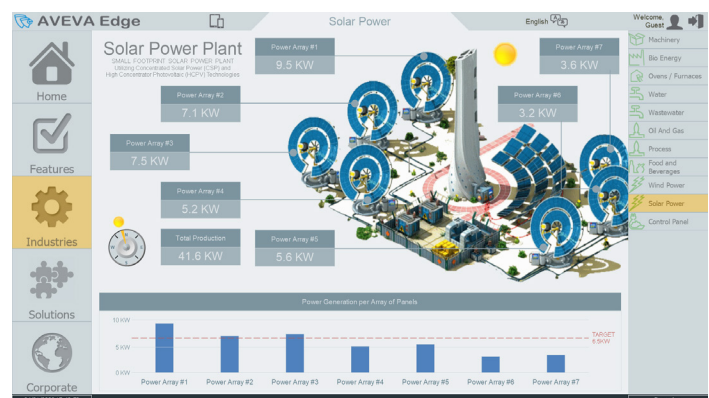 AVEVA Edge
Solar Power
English
Welcome,
Guest
Home
Features
Industries
Solutions
Corporate
Solar Power Plant
SMALL FOOTPRINT SOLAR POWER PLANT
Utilizing Concentrated Solar Power (CSP) and
High Concentrator Photovoltaic (HCPV) Technologies
Power Array #1
9.5 KW
Power Array #2
7.1 KW
Power Array #3
7.5 KW
Power Array #4
5.2 KW
Total Production
41.6 KW
Power Array #5
5.6 KW
Power Array #6
3.2 KW
Power Array #7
3.6 KW
Power Generation per Array of Panels
10 KW
5 KW
0 KW
TARGET
6.5KW
Power Array #1
Power Array #2
Power Array #3
Power Array #4
Power Array #5
Power Array #6
Power Array #7
Machinery
Bio Energy
Ovens / Furnaces
Water
Wastewater
Oil And Gas
Process
Food and
Beverages
Wind Power
Solar Power
Control Panel